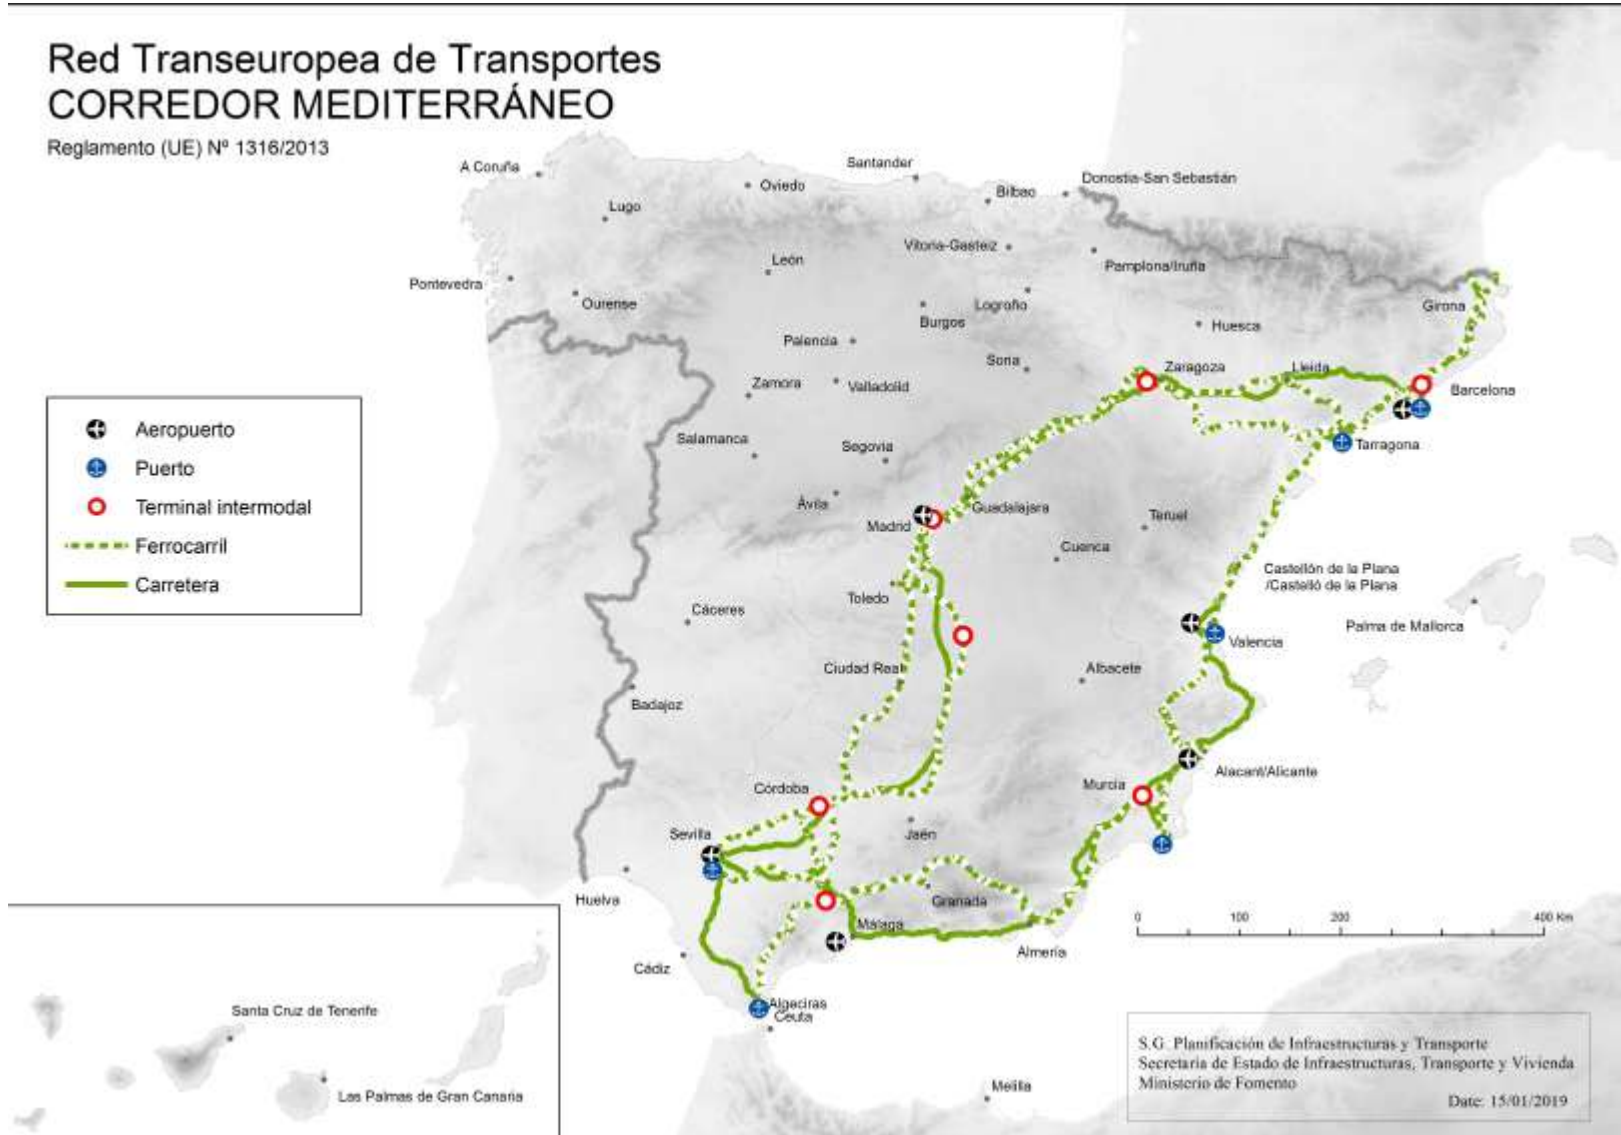 Red Transeuropea de Transportes
CORREDOR MEDITERRÁNEO
Reglamento (UE) Nº 1316/2013
A Coruña
Oviedo
Santander
Bilbao
Donostia-San Sebastián
Lugo
Vitoria-Gasteiz
León
Pamplona/Iruña
Pontevedra
Ourense
Logroño
Burgos
Girona
Huesca
Palencia
Soria
Zaragoza
Lleida
Zamora
Valladolid
Barcelona
Aeropuerto
Puerto
Terminal intermodal
Ferrocarril
Carretera
Salamanca
Segovia
Tarragona
Ávila
Madrid
Guadalajara
Teruel
Cuenca
Castellón de la Plana
/Castelló de la Plana
Toledo
Cáceres
Palma de Mallorca
Valencia
Ciudad Real
Albacete
Badajoz
Alacant/Alicante
Murcia
Córdoba
Sevilla
Jaén
Huelva
Granada
Málaga
Almería
0 100 200 400 Km
Cádiz
Algeciras
Ceuta
Santa Cruz de Tenerife
Las Palmas de Gran Canaria
Melilla
S.G. Planificación de Infraestructuras y Transporte
Secretaría de Estado de Infraestructuras, Transporte y Vivienda
Ministerio de Fomento
Date: 15/01/2019